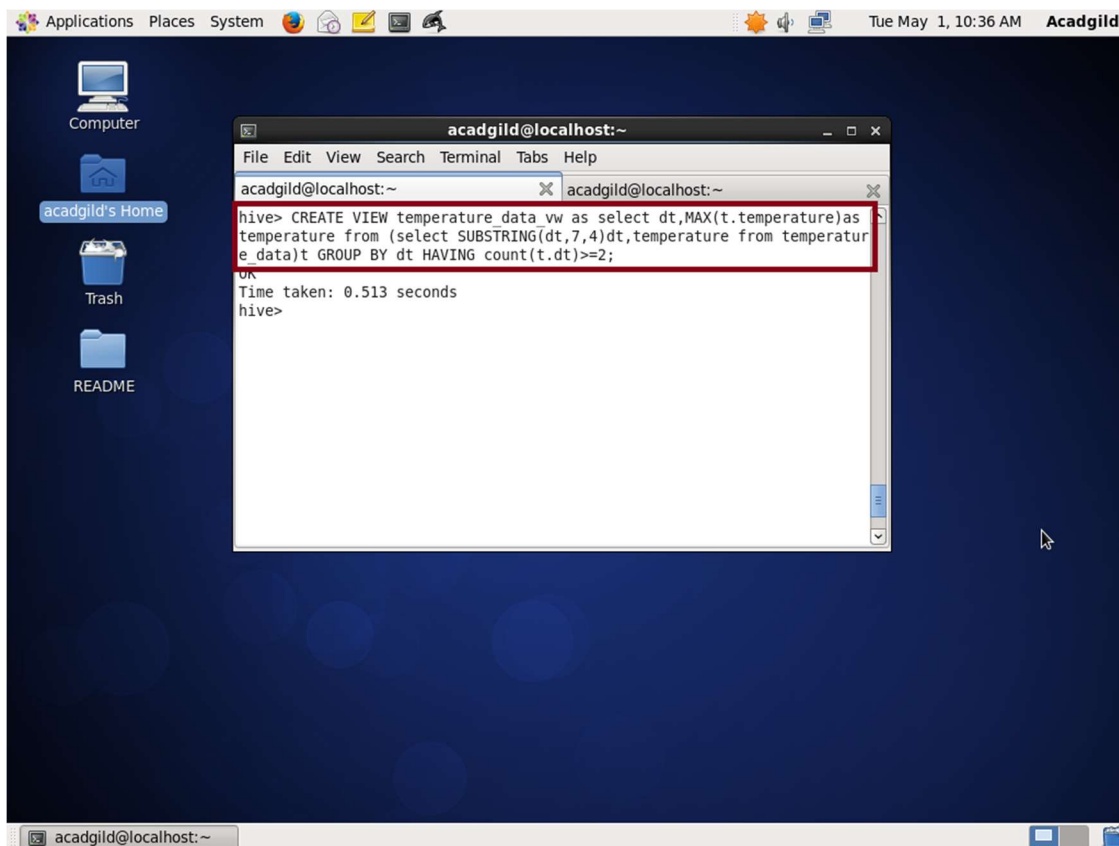 Applications Places System Tue May 1, 10:36 AM Acadgild
Computer
acadgild's Home
Trash
README
acadgild@localhost:~
File Edit View Search Terminal Tabs Help
acadgild@localhost:~ acadgild@localhost:~
hive> CREATE VIEW temperature_data_vw as select dt,MAX(t.temperature)as
temperature from (select SUBSTRING(dt,7,4)dt,temperature from temperatur
e_data)t GROUP BY dt HAVING count(t.dt)>=2;
OK
Time taken: 0.513 seconds
hive>
acadgild@localhost:~